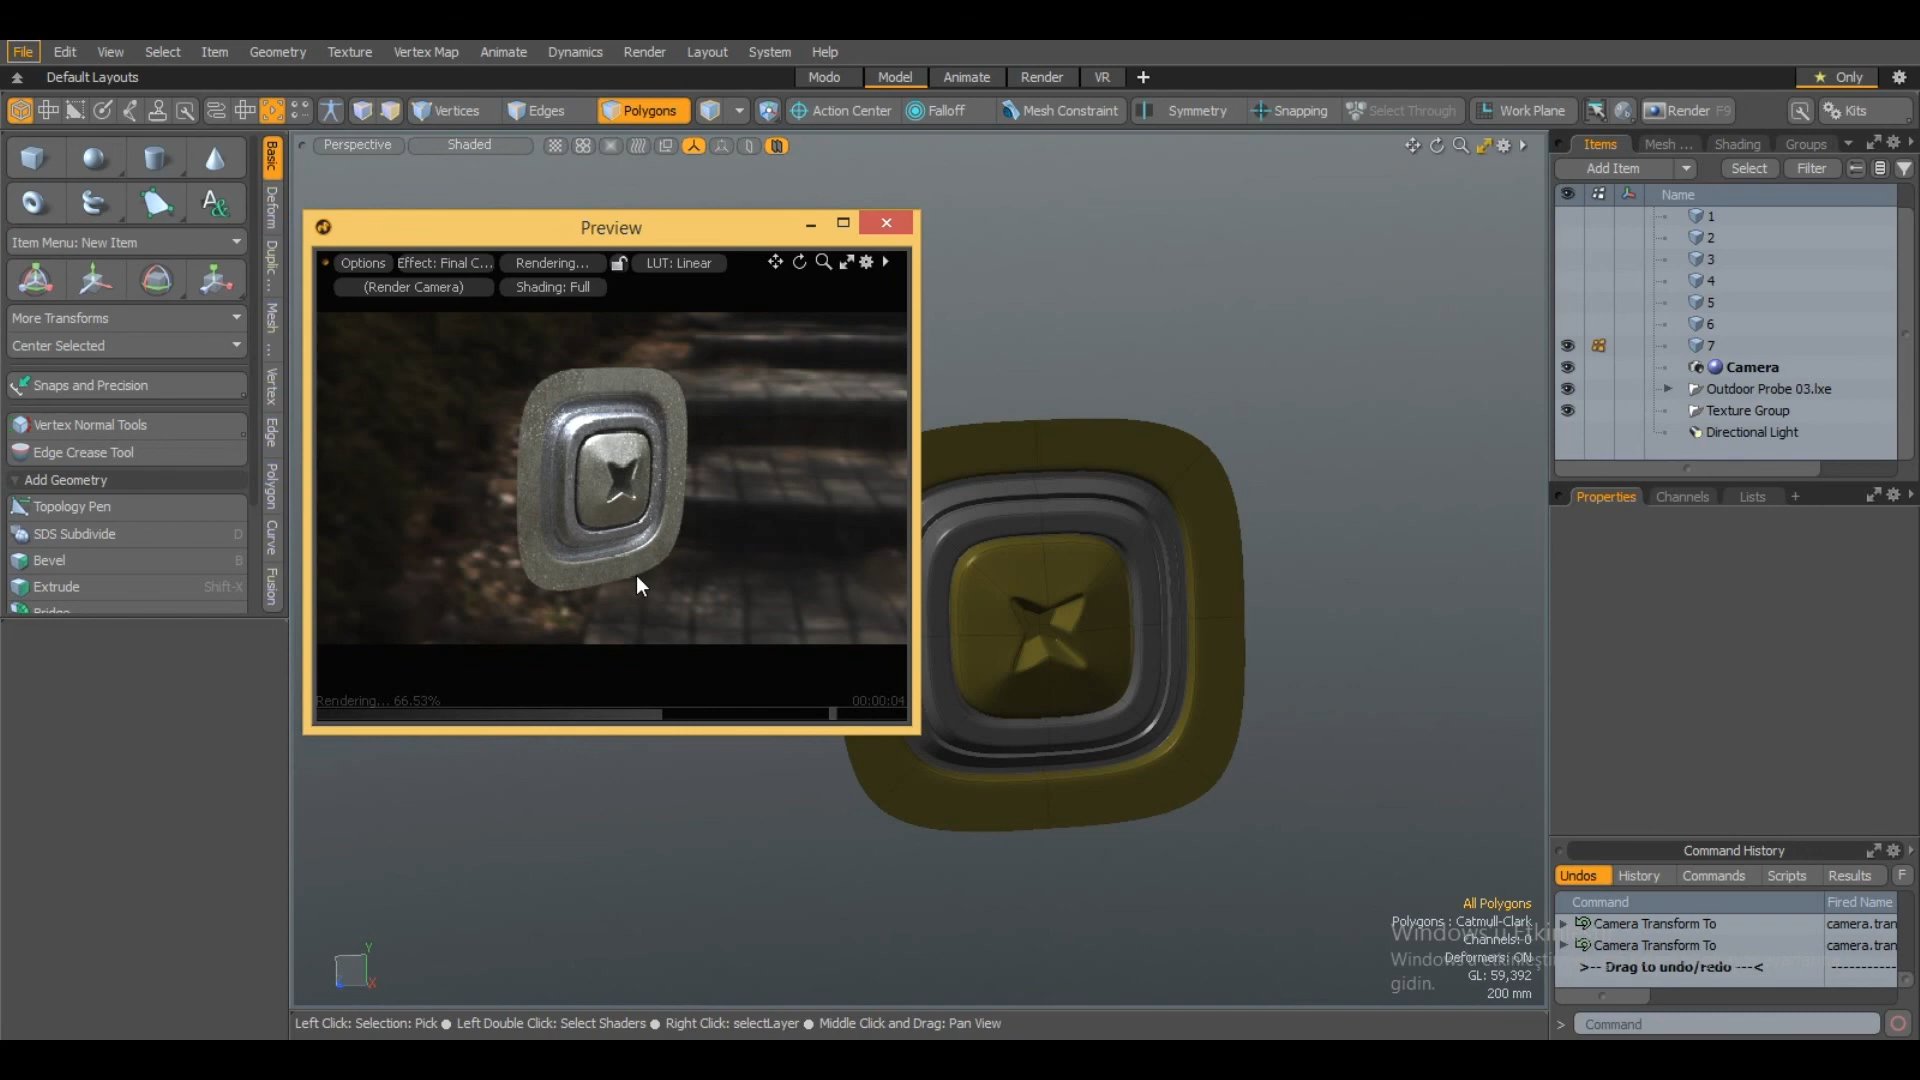 File Edit View Select Item Geometry Texture Vertex Map Animate Dynamics Render Layout System Help
Default Layouts Modo Model Animate Render VR + Only
Vertices Edges Polygons Action Center Falloff Mesh Constraint Symmetry Snapping Select Through Work Plane Render F9 Kits
Perspective Shaded
Item Menu: New Item
More Transforms
Center Selected
Snaps and Precision
Vertex Normal Tools
Edge Crease Tool
Add Geometry
Topology Pen
SDS Subdivide D
Bevel B
Extrude Shift-X
Bridge
Basic
Deform
Duplic ...
Mesh ...
Vertex
Edge
Polygon
Curve
Fusion
Preview
Options Effect: Final C... Rendering... LUT: Linear
(Render Camera) Shading: Full
Rendering... 66.53% 00:00:04
All Polygons
Polygons : Catmull-Clark
Channels: 0
Deformers: ON
GL: 59,392
200 mm
gidin.
Y
X
Left Click: Selection: Pick ● Left Double Click: Select Shaders ● Right Click: selectLayer ● Middle Click and Drag: Pan View
Items Mesh ... Shading Groups
Add Item Select Filter
Name
1
2
3
4
5
6
7
Camera
Outdoor Probe 03.lxe
Texture Group
Directional Light
Properties Channels Lists +
Command History
Undos History Commands Scripts Results F
Command Fired Name
Camera Transform To camera.tran
Camera Transform To camera.tran
>-- Drag to undo/redo ---< -----------
> Command